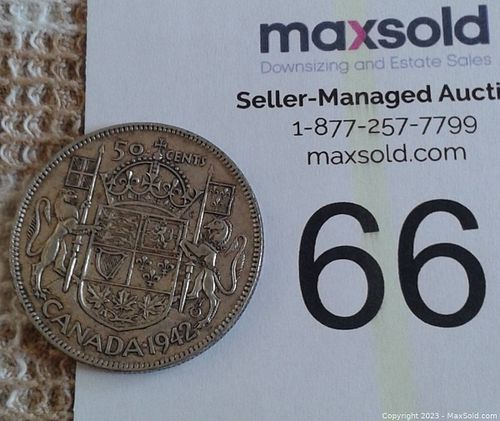 maxsold
Downsizing and Estate Sales
Seller-Managed Aucti
1-877-257-7799
maxsold.com
66
50 CENTS
CANADA·1942
Copyright 2023 - MaxSold.com